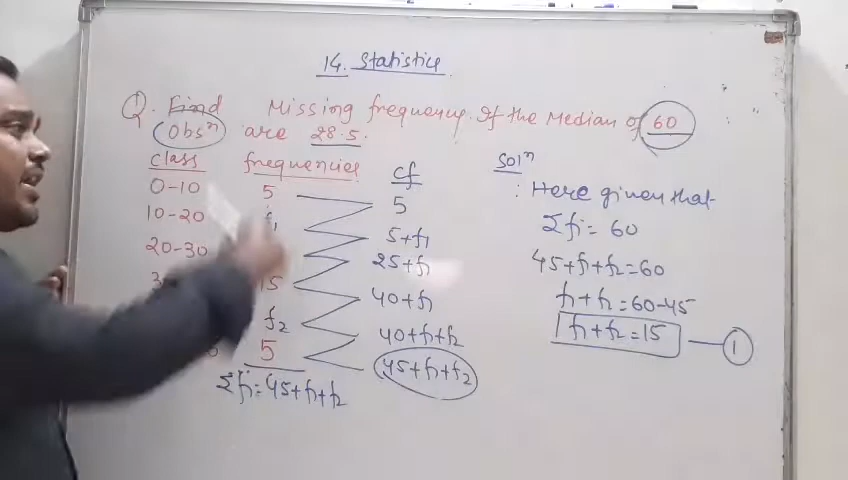 14. Statistics
Q. Find Missing frequency. If the Median of 60
Obsⁿ are 28.5.
class frequencies cf
0-10 5 5
10-20 f₁ 5+f₁
20-30 25+f₁
15 40+f₁
f₂ 40+f₁+f₂
5 45+f₁+f₂
Σfi = 45+f₁+f₂
Solⁿ
: Here given that
Σfi = 60
45+f₁+f₂=60
f₁+f₂=60-45
f₁+f₂=15 — 1